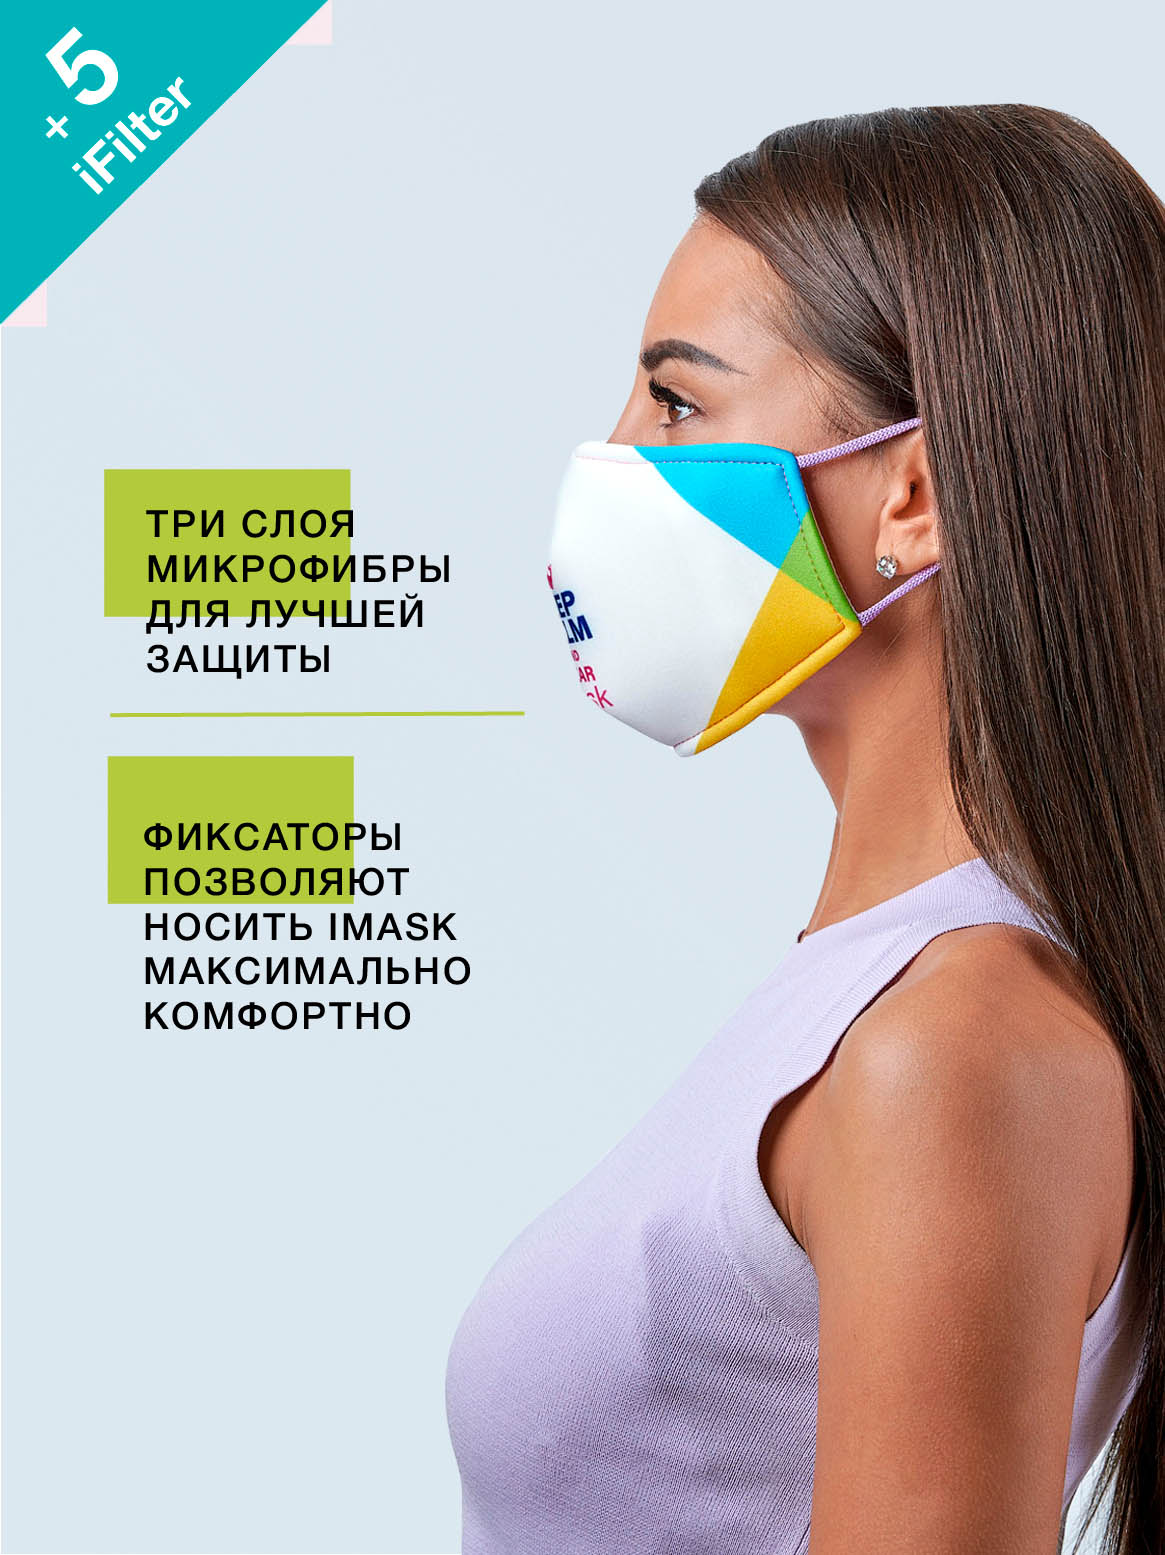 +5
iFilter
ТРИ СЛОЯ
МИКРОФИБРЫ
ДЛЯ ЛУЧШЕЙ
ЗАЩИТЫ
ФИКСАТОРЫ
ПОЗВОЛЯЮТ
НОСИТЬ IMASK
МАКСИМАЛЬНО
КОМФОРТНО